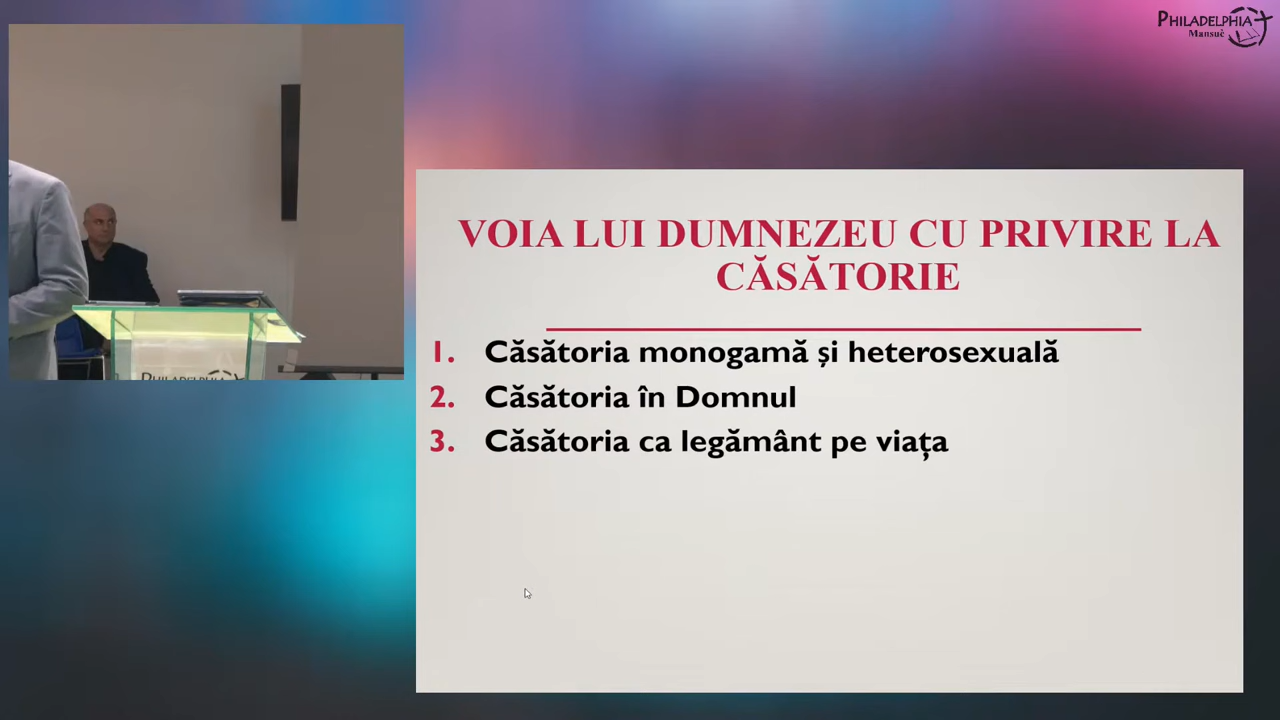 PHILADELPHIA
Mansuè
VOIA LUI DUMNEZEU CU PRIVIRE LA
CĂSĂTORIE
1. Căsătoria monogamă și heterosexuală
2. Căsătoria în Domnul
3. Căsătoria ca legământ pe viața
PHILADELPHIA